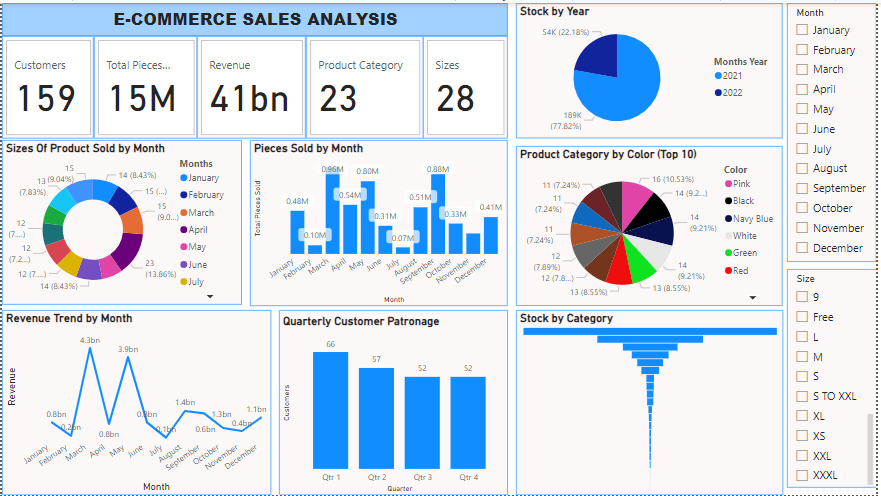 E-COMMERCE SALES ANALYSIS
Customers
159
Total Pieces...
15M
Revenue
41bn
Product Category
23
Sizes
28
Stock by Year
54K (22.18%)
189K
(77.82%)
Months Year
2021
2022
Month
January
February
March
April
May
June
July
August
September
October
November
December
Sizes Of Product Sold by Month
14 (8.43%)
15 (...)
15
(9.0...)
23
(13.86%)
14 (8.43%)
12 (7....)
12
(7.2...)
12
(7....)
13
(7.83%)
15
(9.04%)
Months
January
February
March
April
May
June
July
Pieces Sold by Month
Total Pieces Sold
0.48M
0.10M
0.96M
0.54M
0.80M
0.31M
0.07M
0.51M
0.88M
0.33M
0.41M
January
February
March
April
May
June
July
August
September
October
November
December
Month
Product Category by Color (Top 10)
16 (10.53%)
14 (9.2...)
14
(9.21%)
14
(9.21%)
13 (8.55%)
13 (8.55%)
12 (7.8...)
12
(7.89%)
11
(7.24%)
11
(7.24%)
11 (7.24%)
Color
Pink
Black
Navy Blue
White
Green
Red
Size
9
Free
L
M
S
S TO XXL
XL
XS
XXL
XXXL
Revenue Trend by Month
Revenue
0.8bn
0.2bn
4.3bn
0.8bn
3.9bn
0.8bn
0.1bn
1.4bn
0.6bn
1.3bn
0.4bn
1.1bn
January
February
March
April
May
June
July
August
September
October
November
December
Month
Quarterly Customer Patronage
Customers
66
57
52
52
Qtr 1
Qtr 2
Qtr 3
Qtr 4
Quarter
Stock by Category